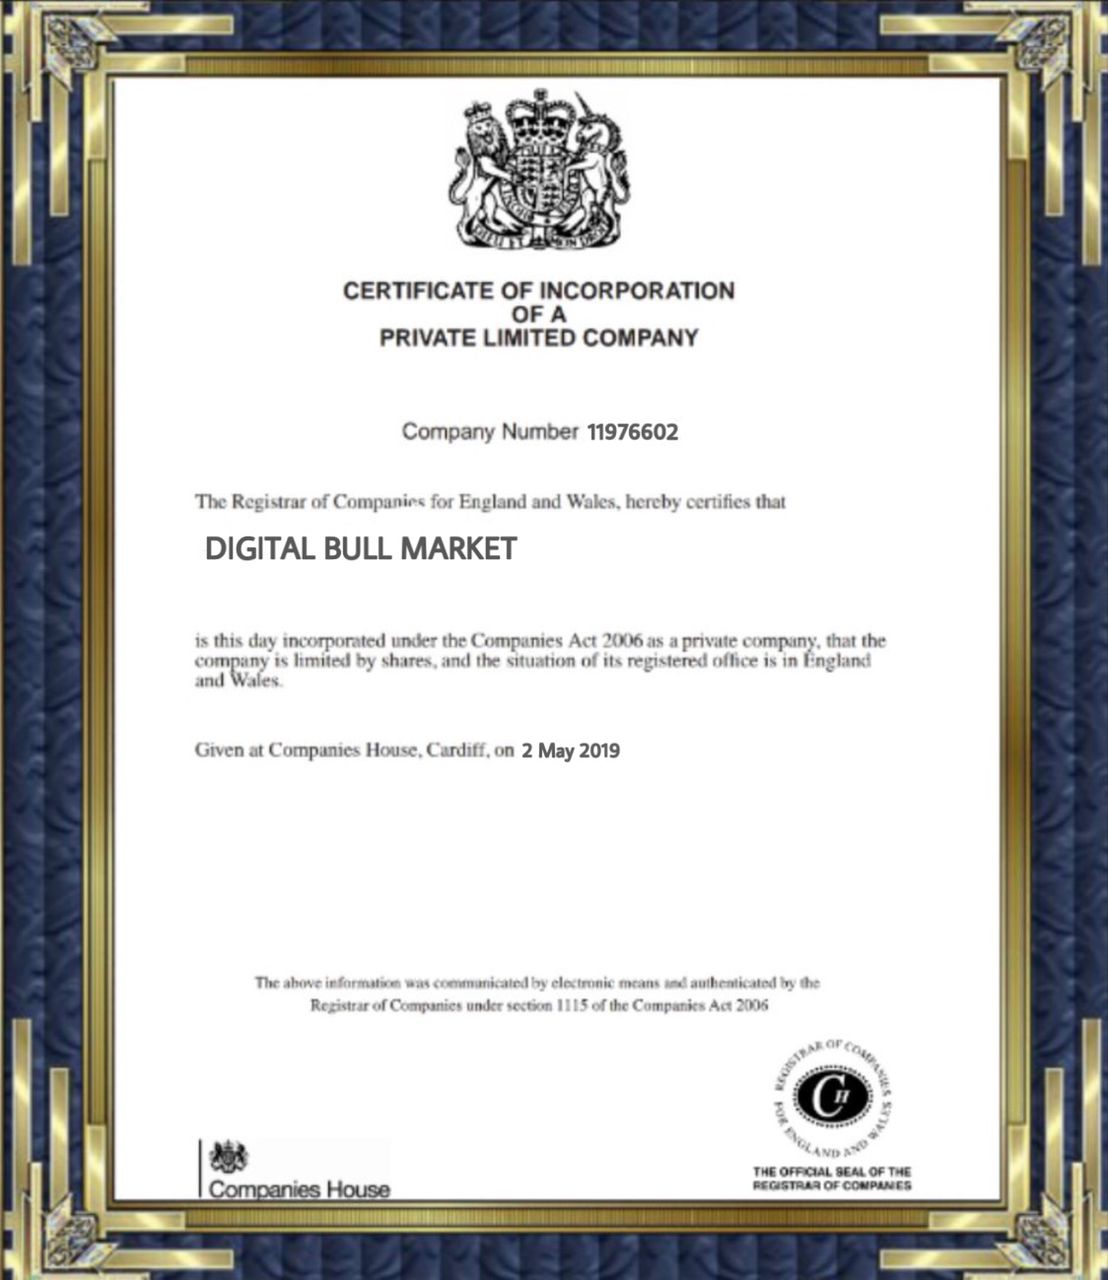 DIEU ET MON DROIT
CERTIFICATE OF INCORPORATION
OF A
PRIVATE LIMITED COMPANY
Company Number 11976602
The Registrar of Companies for England and Wales, hereby certifies that
DIGITAL BULL MARKET
is this day incorporated under the Companies Act 2006 as a private company, that the
company is limited by shares, and the situation of its registered office is in England
and Wales.
Given at Companies House, Cardiff, on 2 May 2019
The above information was communicated by electronic means and authenticated by the
Registrar of Companies under section 1115 of the Companies Act 2006
REGISTRAR OF COMPANIES
FOR ENGLAND AND WALES
CH
THE OFFICIAL SEAL OF THE
REGISTRAR OF COMPANIES
Companies House